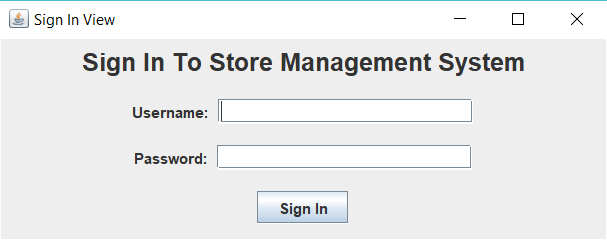 Sign In View
Sign In To Store Management System
Username:
Password:
Sign In